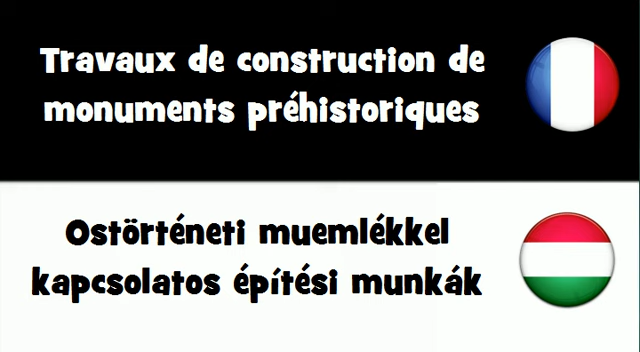 Travaux de construction de
monuments préhistoriques
Ostörténeti muemlékkel
kapcsolatos építési munkák